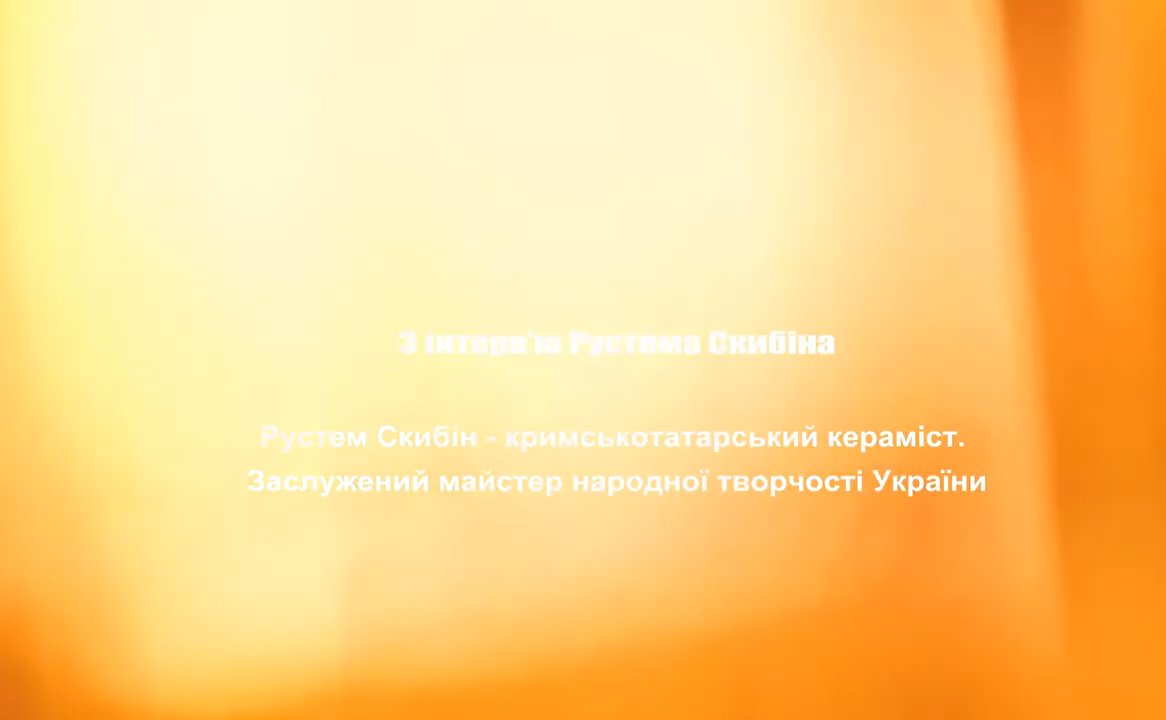 З інтерв'ю Рустема Скибіна
Рустем Скибін - кримськотатарський кераміст.
Заслужений майстер народної творчості України